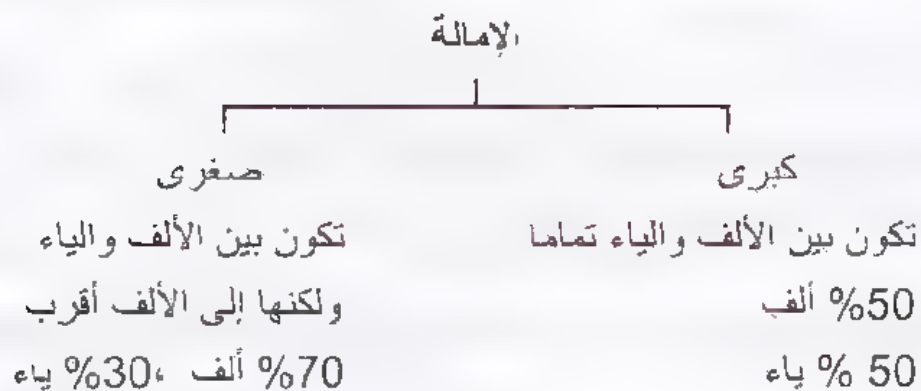 الإمالة
كبرى
تكون بين الألف والياء تماما
50% ألف
50 % ياء
صغرى
تكون بين الألف والياء
ولكنها إلى الألف أقرب
70% ألف ،30% ياء